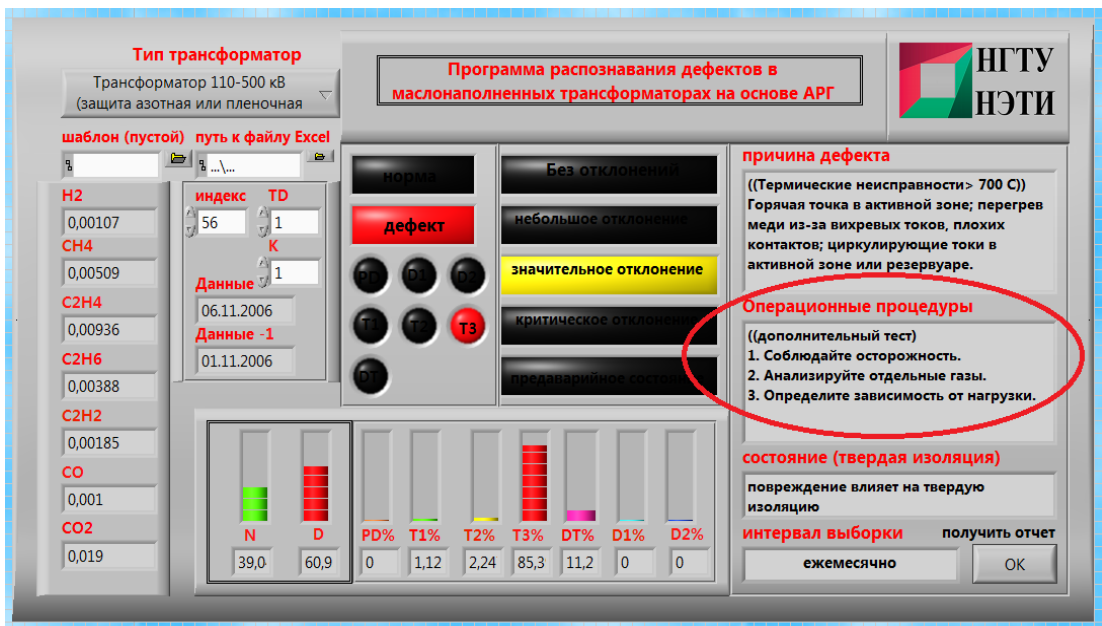 Тип трансформатор
Трансформатор 110-500 кВ
(защита азотная или пленочная
Программа распознавания дефектов в
маслонаполненных трансформаторах на основе АРГ
НГТУ
НЭТИ
шаблон (пустой)
путь к файлу Excel
...\...
H2
0,00107
CH4
0,00509
C2H4
0,00936
C2H6
0,00388
C2H2
0,00185
CO
0,001
CO2
0,019
индекс
TD
56
1
K
1
Данные
06.11.2006
Данные -1
01.11.2006
норма
дефект
PD
D1
D2
T1
T2
T3
DT
Без отклонений
небольшое отклонение
значительное отклонение
критическое отклонение
предаварийное
причина дефекта
((Термические неисправности> 700 С))
Горячая точка в активной зоне; перегрев
меди из-за вихревых токов, плохих
контактов; циркулирующие токи в
активной зоне или резервуаре.
Операционные процедуры
((дополнительный тест)
1. Соблюдайте осторожность.
2. Анализируйте отдельные газы.
3. Определите зависимость от нагрузки.
состояние (твердая изоляция)
повреждение влияет на твердую
изоляцию
интервал выборки
получить отчет
ежемесячно
OK
N
D
PD%
T1%
T2%
T3%
DT%
D1%
D2%
39,0
60,9
0
1,12
2,24
85,3
11,2
0
0